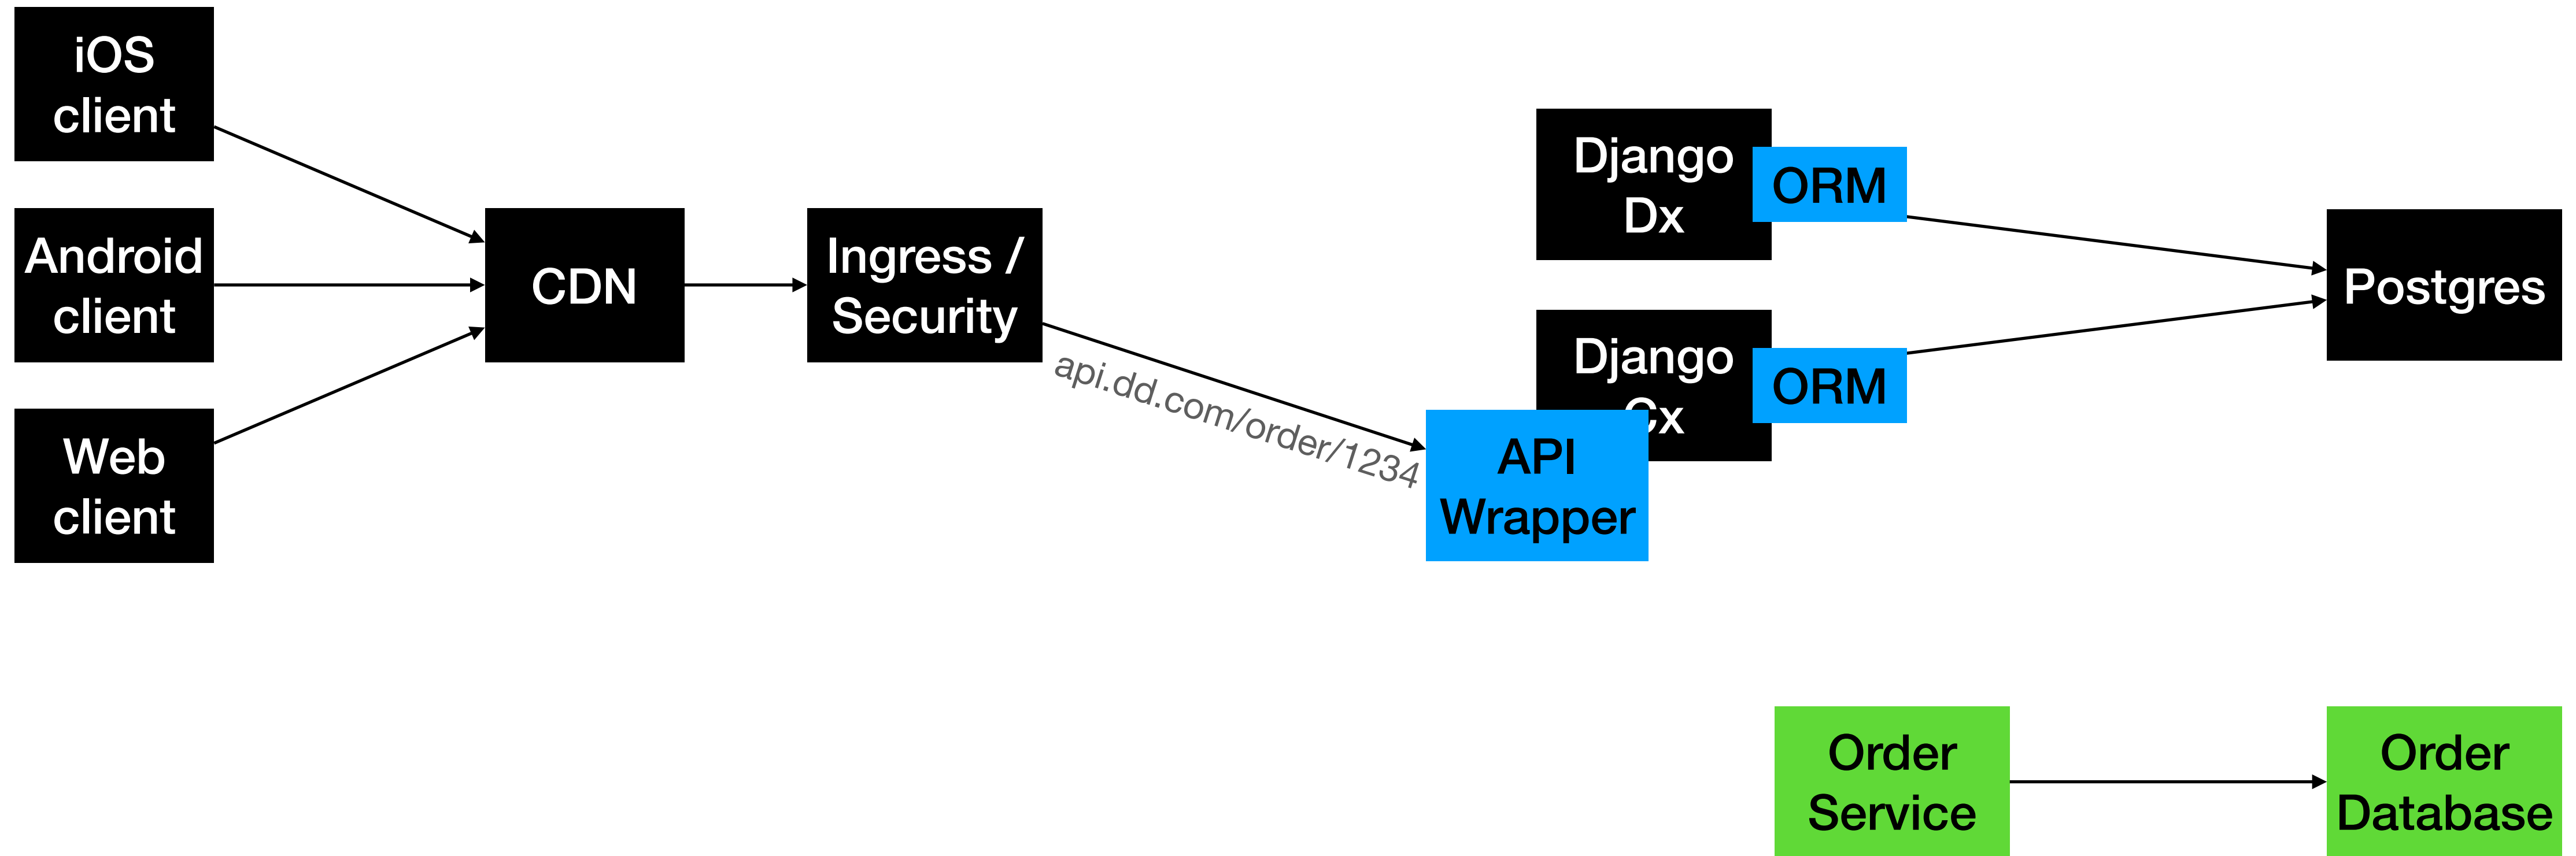 iOS
client
Android
client
Web
client
CDN
Ingress /
Security
api.dd.com/order/1234
Django
Dx
ORM
Django
Cx
ORM
API
Wrapper
Postgres
Order
Service
Order
Database